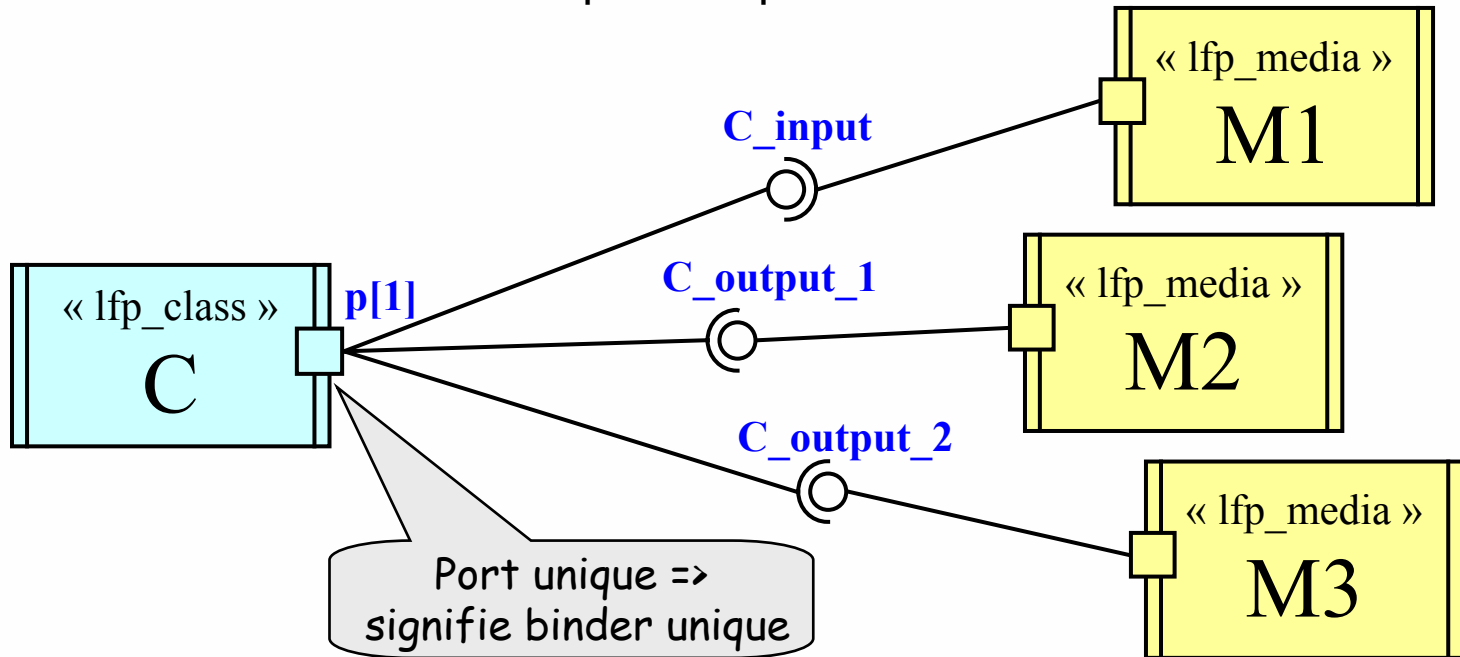 « lfp_media »
M1
C_input
« lfp_class »
C
p[1]
C_output_1
« lfp_media »
M2
C_output_2
« lfp_media »
M3
Port unique =>
signifie binder unique